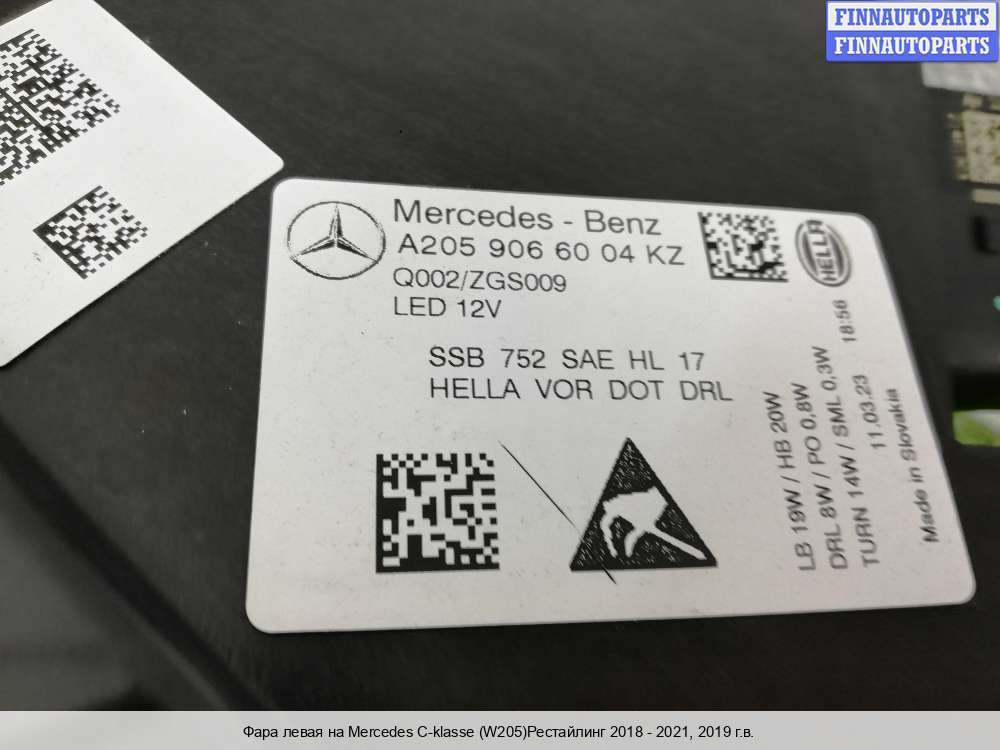 FINNAUTOPARTS
FINNAUTOPARTS
Mercedes - Benz
A205 906 60 04 KZ
Q002/ZGS009
LED 12V
HELLA
SSB 752 SAE HL 17
HELLA VOR DOT DRL
LB 19W / HB 20W
DRL 8W / PO 0,8W
TURN 14W / SML 0,3W
11.03.23 18:56
Made in Slovakia
Фара левая на Mercedes C-klasse (W205)Рестайлинг 2018 - 2021, 2019 г.в.